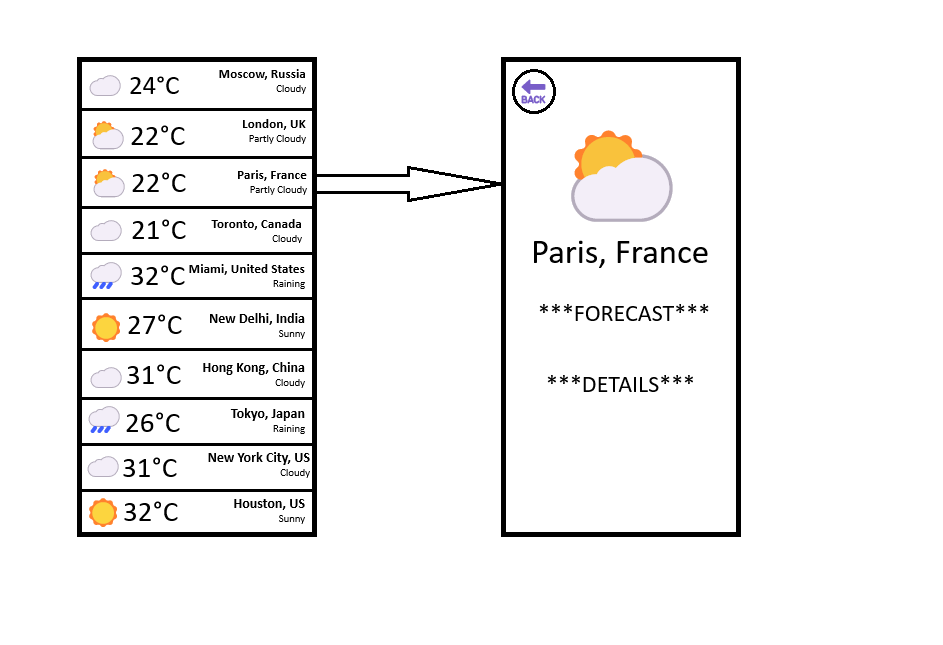 24°C
Moscow, Russia
Cloudy
22°C
London, UK
Partly Cloudy
22°C
Paris, France
Partly Cloudy
21°C
Toronto, Canada
Cloudy
32°C
Miami, United States
Raining
27°C
New Delhi, India
Sunny
31°C
Hong Kong, China
Cloudy
26°C
Tokyo, Japan
Raining
31°C
New York City, US
Cloudy
32°C
Houston, US
Sunny
BACK
Paris, France
***FORECAST***
***DETAILS***